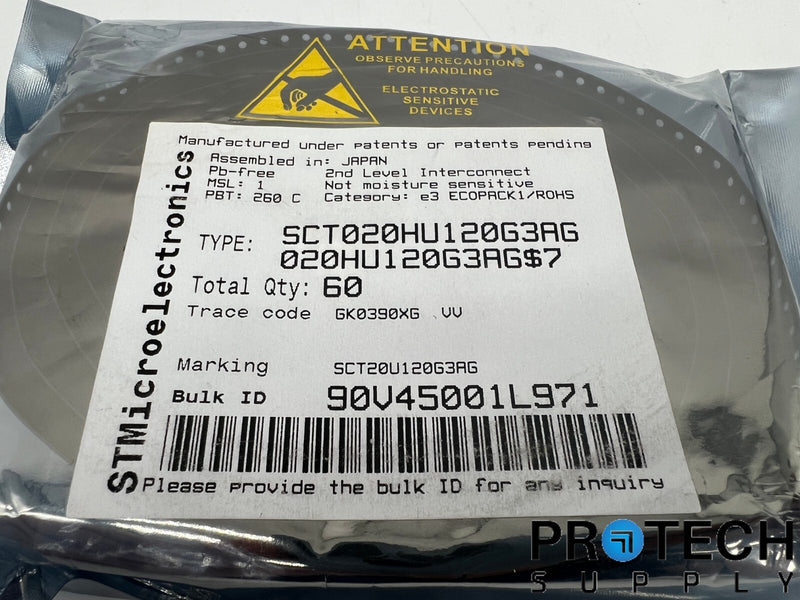 ATTENTION
OBSERVE PRECAUTIONS
FOR HANDLING
ELECTROSTATIC
SENSITIVE
DEVICES
STMicroelectronics
Manufactured under patents or patents pending
Assembled in: JAPAN
Pb-free 2nd Level Interconnect
MSL: 1 Not moisture sensitive
PBT: 260 C Category: e3 ECOPACK1/ROHS
TYPE: SCT020HU120G3AG
020HU120G3AG$7
Total Qty: 60
Trace code GK0390XG VV
Marking SCT20U120G3AG
Bulk ID 90V45001L971
Please provide the bulk ID for any inquiry
PROTECH
SUPPLY